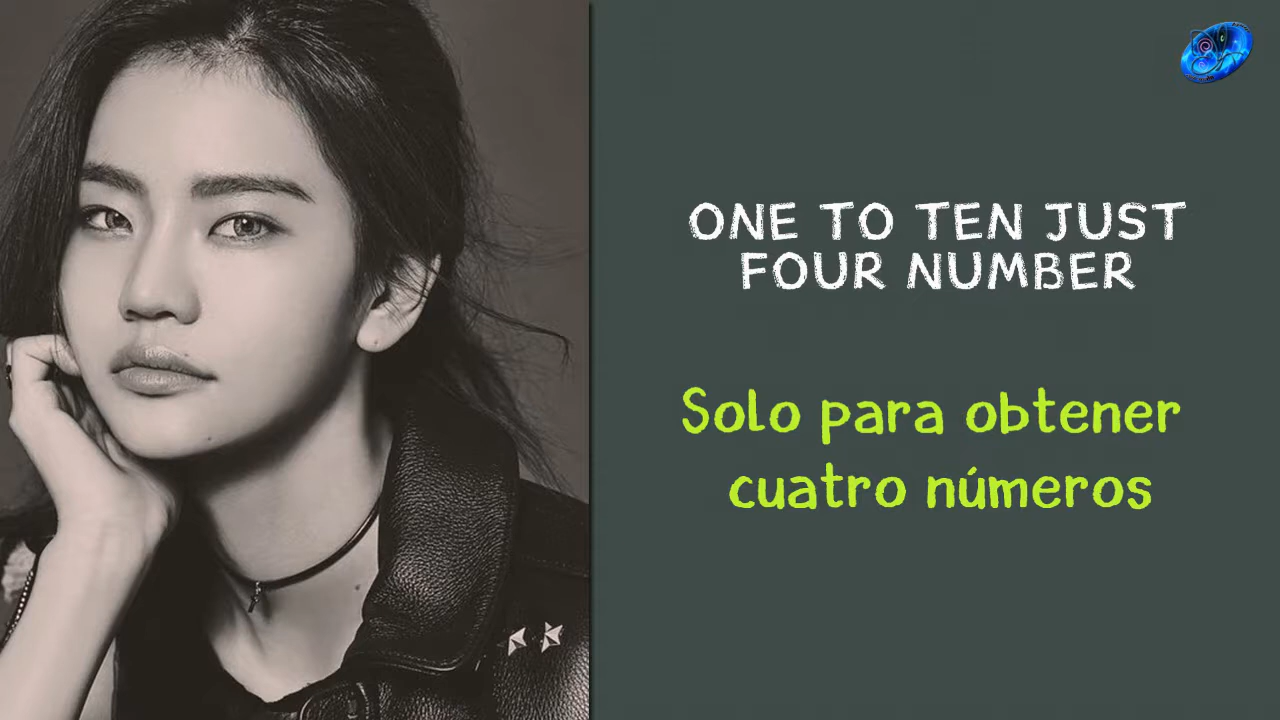 ONE TO TEN JUST
FOUR NUMBER
Solo para obtener
cuatro números